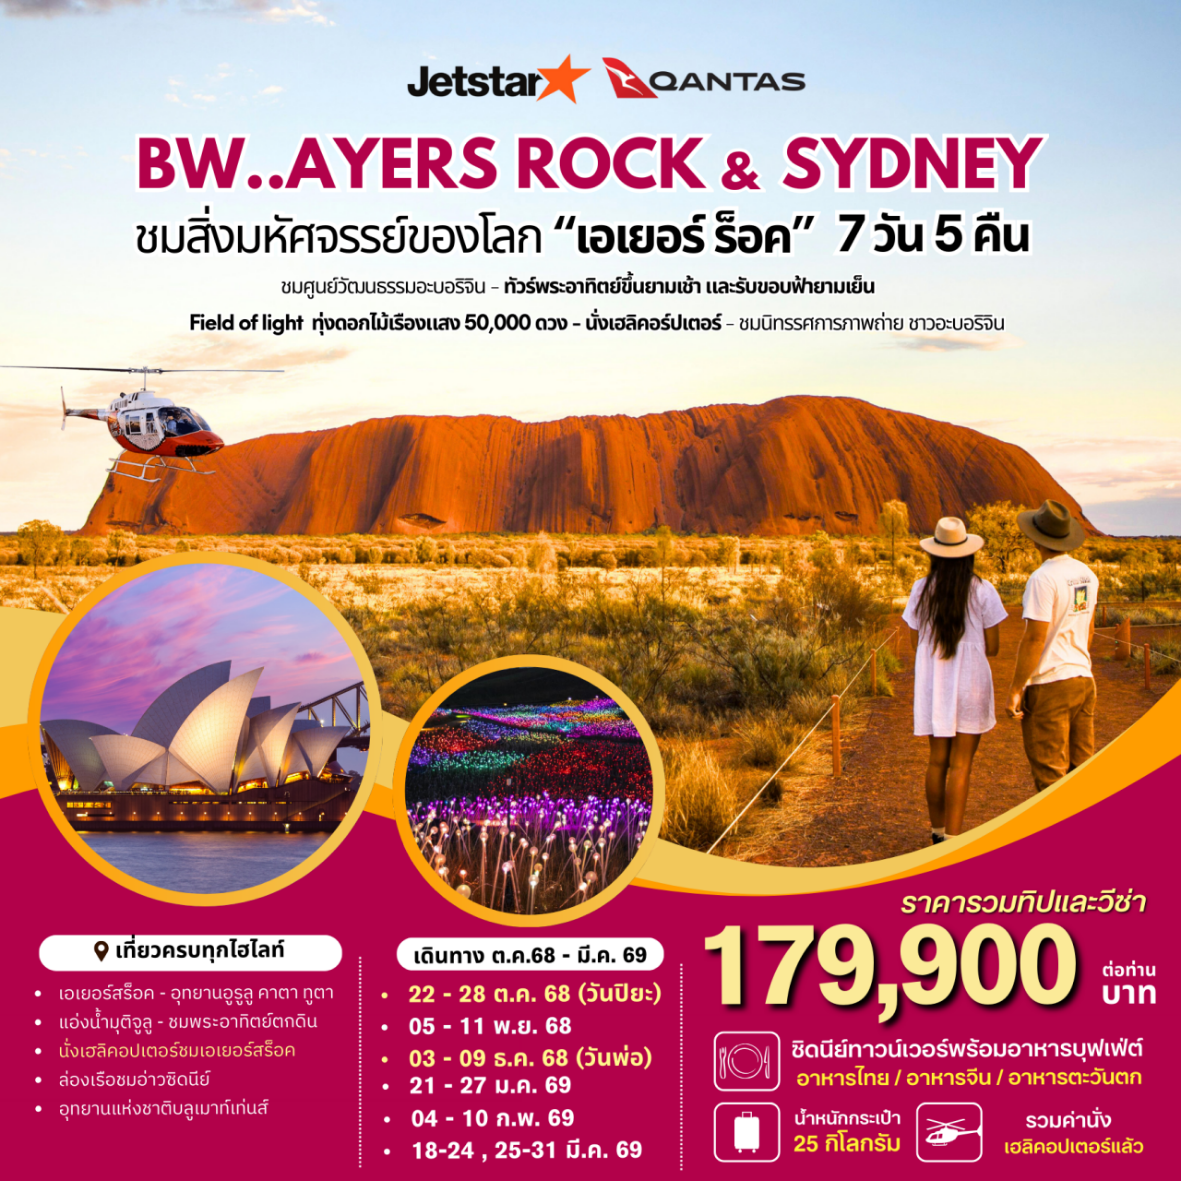 Jetstar QANTAS
BW..AYERS ROCK & SYDNEY
ชมสิ่งมหัศจรรย์ของโลก “เอเยอร์ ร็อค” 7 วัน 5 คืน
ชมศูนย์วัฒนธรรมอะบอริจิน - ทัวร์พระอาทิตย์ขึ้นยามเช้า และรับขอบฟ้ายามเย็น
Field of light ทุ่งดอกไม้เรืองแสง 50,000 ดวง - นั่งเฮลิคอร์ปเตอร์ - ชมนิทรรศการภาพถ่าย ชาวอะบอริจิน
เที่ยวครบทุกไฮไลท์
• เอเยอร์สร็อค - อุทยานอูรูลู คาตา ทูตา
• แอ่งน้ำมุติจูลู - ชมพระอาทิตย์ตกดิน
• นั่งเฮลิคอปเตอร์ชมเอเยอร์สร็อค
• ล่องเรือชมอ่าวซิดนีย์
• อุทยานแห่งชาติบลูเมาท์เท่นส์
เดินทาง ต.ค.68 - มี.ค. 69
• 22 - 28 ต.ค. 68 (วันปิยะ)
• 05 - 11 พ.ย. 68
• 03 - 09 ธ.ค. 68 (วันพ่อ)
• 21 - 27 ม.ค. 69
• 04 - 10 ก.พ. 69
• 18-24 , 25-31 มี.ค. 69
ราคารวมทิปและวีซ่า
179,900
ต่อท่าน
บาท
ซิดนีย์ทาวน์เวอร์พร้อมอาหารบุฟเฟ่ต์
อาหารไทย / อาหารจีน / อาหารตะวันตก
น้ำหนักกระเป๋า
25 กิโลกรัม
รวมค่านั่ง
เฮลิคอปเตอร์แล้ว